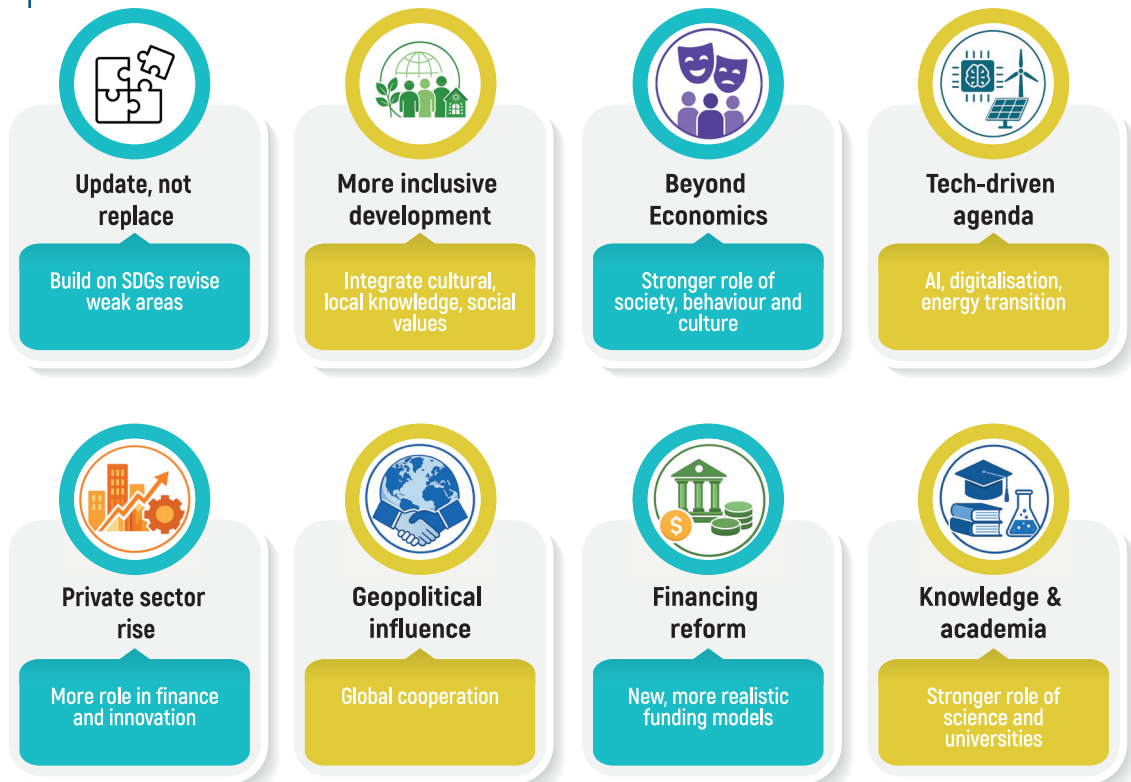 Update, not
replace
Build on SDGs revise
weak areas
More inclusive
development
Integrate cultural,
local knowledge, social
values
Beyond
Economics
Stronger role of
society, behaviour and
culture
Tech-driven
agenda
AI, digitalisation,
energy transition
Private sector
rise
More role in finance
and innovation
Geopolitical
influence
Global cooperation
Financing
reform
$
New, more realistic
funding models
Knowledge &
academia
Stronger role of
science and
universities